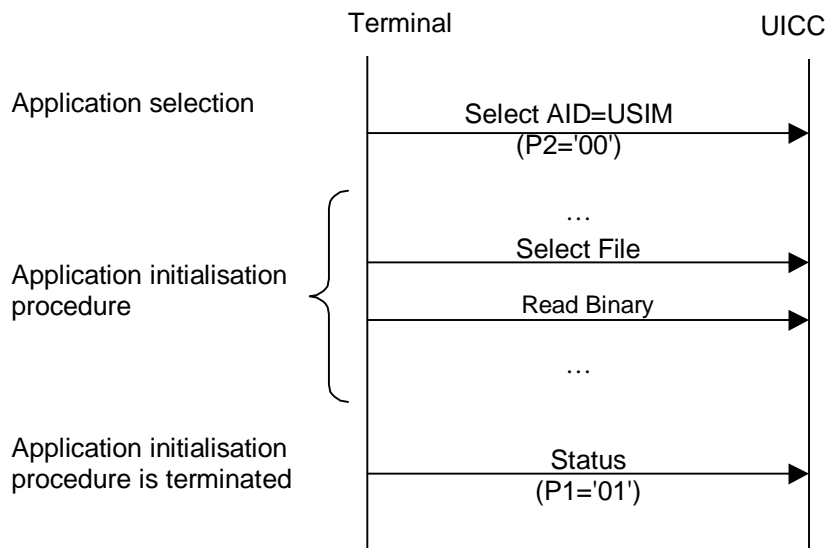 Terminal
UICC
Application selection
Select AID=USIM
(P2='00')
...
Select File
Application initialisation
procedure
Read Binary
...
Application initialisation
procedure is terminated
Status
(P1='01')